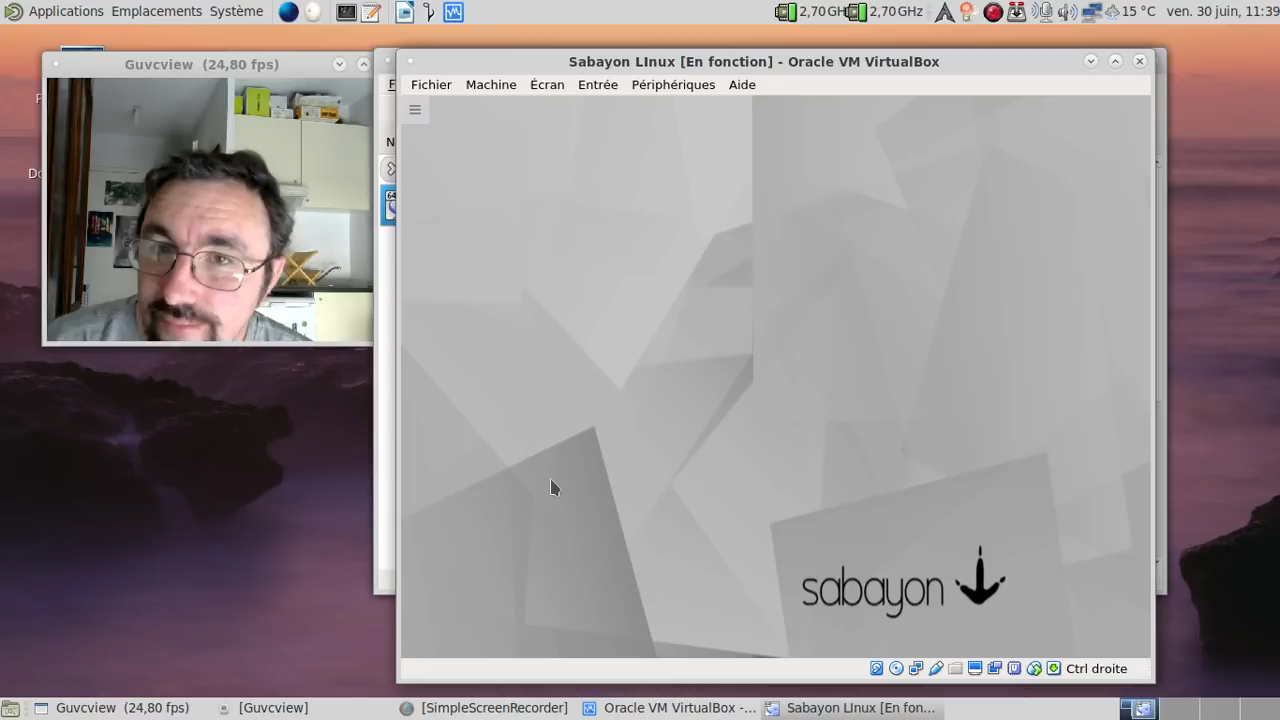 Applications Emplacements Système 2,70 GH 2,70 GHz 15 °C ven. 30 juin, 11:39
Guvcview (24,80 fps)
Sabayon LInux [En fonction] - Oracle VM VirtualBox
Fichier Machine Écran Entrée Périphériques Aide
sabayon
Ctrl droite
Guvcview (24,80 fps) [Guvcview] [SimpleScreenRecorder] Oracle VM VirtualBox -... Sabayon LInux [En fon...